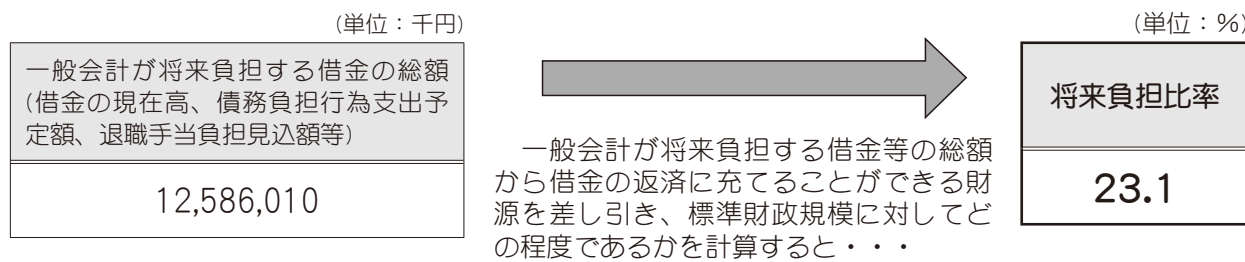 (単位：千円)
一般会計が将来負担する借金の総額
(借金の現在高、債務負担行為支出予
定額、退職手当負担見込額等)
12,586,010
一般会計が将来負担する借金等の総額
から借金の返済に充てることができる財
源を差し引き、標準財政規模に対してど
の程度であるかを計算すると・・・
(単位：%)
将来負担比率
23.1